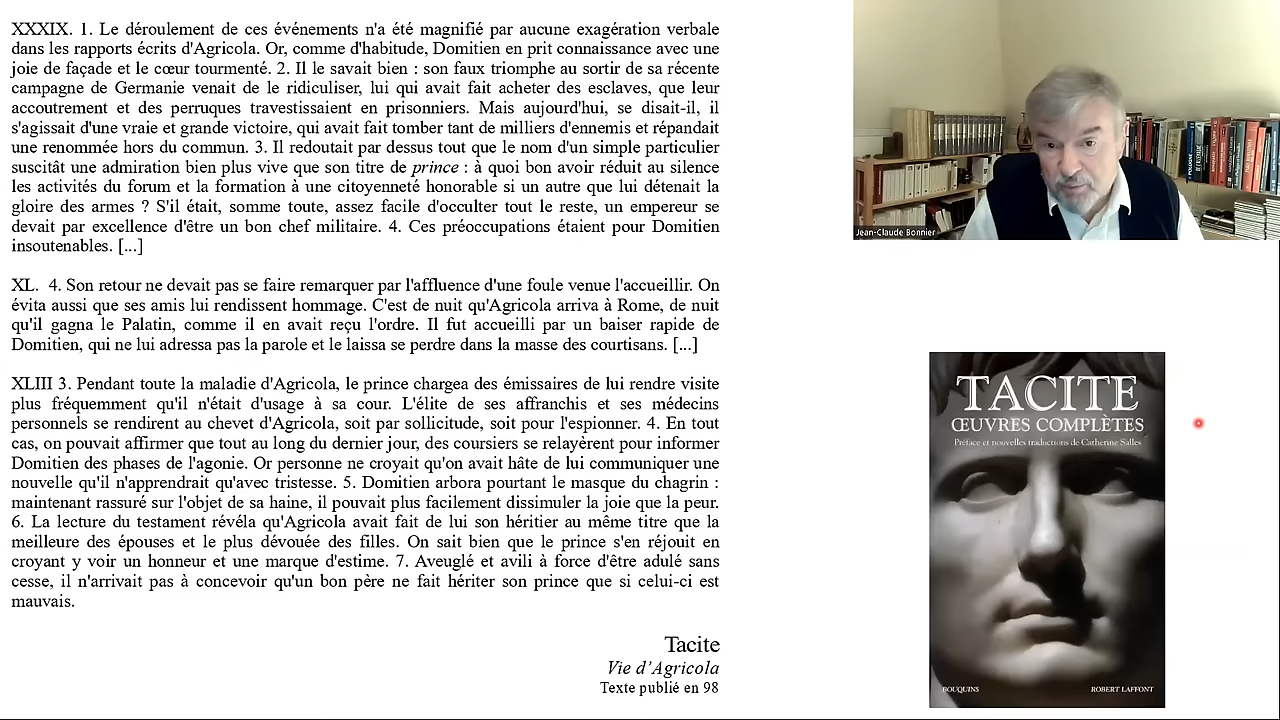 XXXIX. 1. Le déroulement de ces événements n'a été magnifié par aucune exagération verbale
dans les rapports écrits d'Agricola. Or, comme d'habitude, Domitien en prit connaissance avec une
joie de façade et le cœur tourmenté. 2. Il le savait bien : son faux triomphe au sortir de sa récente
campagne de Germanie venait de le ridiculiser, lui qui avait fait acheter des esclaves, que leur
accoutrement et des perruques travestissaient en prisonniers. Mais aujourd'hui, se disait-il, il
s'agissait d'une vraie et grande victoire, qui avait fait tomber tant de milliers d'ennemis et répandait
une renommée hors du commun. 3. Il redoutait par dessus tout que le nom d'un simple particulier
suscitât une admiration bien plus vive que son titre de prince : à quoi bon avoir réduit au silence
les activités du forum et la formation à une citoyenneté honorable si un autre que lui détenait la
gloire des armes ? S'il était, somme toute, assez facile d'occulter tout le reste, un empereur se
devait par excellence d'être un bon chef militaire. 4. Ces préoccupations étaient pour Domitien
insoutenables. [...]
XL. 4. Son retour ne devait pas se faire remarquer par l'affluence d'une foule venue l'accueillir. On
évita aussi que ses amis lui rendissent hommage. C'est de nuit qu'Agricola arriva à Rome, de nuit
qu'il gagna le Palatin, comme il en avait reçu l'ordre. Il fut accueilli par un baiser rapide de
Domitien, qui ne lui adressa pas la parole et le laissa se perdre dans la masse des courtisans. [...]
XLIII 3. Pendant toute la maladie d'Agricola, le prince chargea des émissaires de lui rendre visite
plus fréquemment qu'il n'était d'usage à sa cour. L'élite de ses affranchis et ses médecins
personnels se rendirent au chevet d'Agricola, soit par sollicitude, soit pour l'espionner. 4. En tout
cas, on pouvait affirmer que tout au long du dernier jour, des coursiers se relayèrent pour informer
Domitien des phases de l'agonie. Or personne ne croyait qu'on avait hâte de lui communiquer une
nouvelle qu'il n'apprendrait qu'avec tristesse. 5. Domitien arbora pourtant le masque du chagrin :
maintenant rassuré sur l'objet de sa haine, il pouvait plus facilement dissimuler la joie que la peur.
6. La lecture du testament révéla qu'Agricola avait fait de lui son héritier au même titre que la
meilleure des épouses et le plus dévouée des filles. On sait bien que le prince s'en réjouit en
croyant y voir un honneur et une marque d'estime. 7. Aveuglé et avili à force d'être adulé sans
cesse, il n'arrivait pas à concevoir qu'un bon père ne fait hériter son prince que si celui-ci est
mauvais.
Tacite
Vie d'Agricola
Texte publié en 98
Jean-Claude Bonnier
TACITE
ŒUVRES COMPLÈTES
Préface et nouvelles traductions de Catherine Salles
BOUQUINS
ROBERT LAFFONT